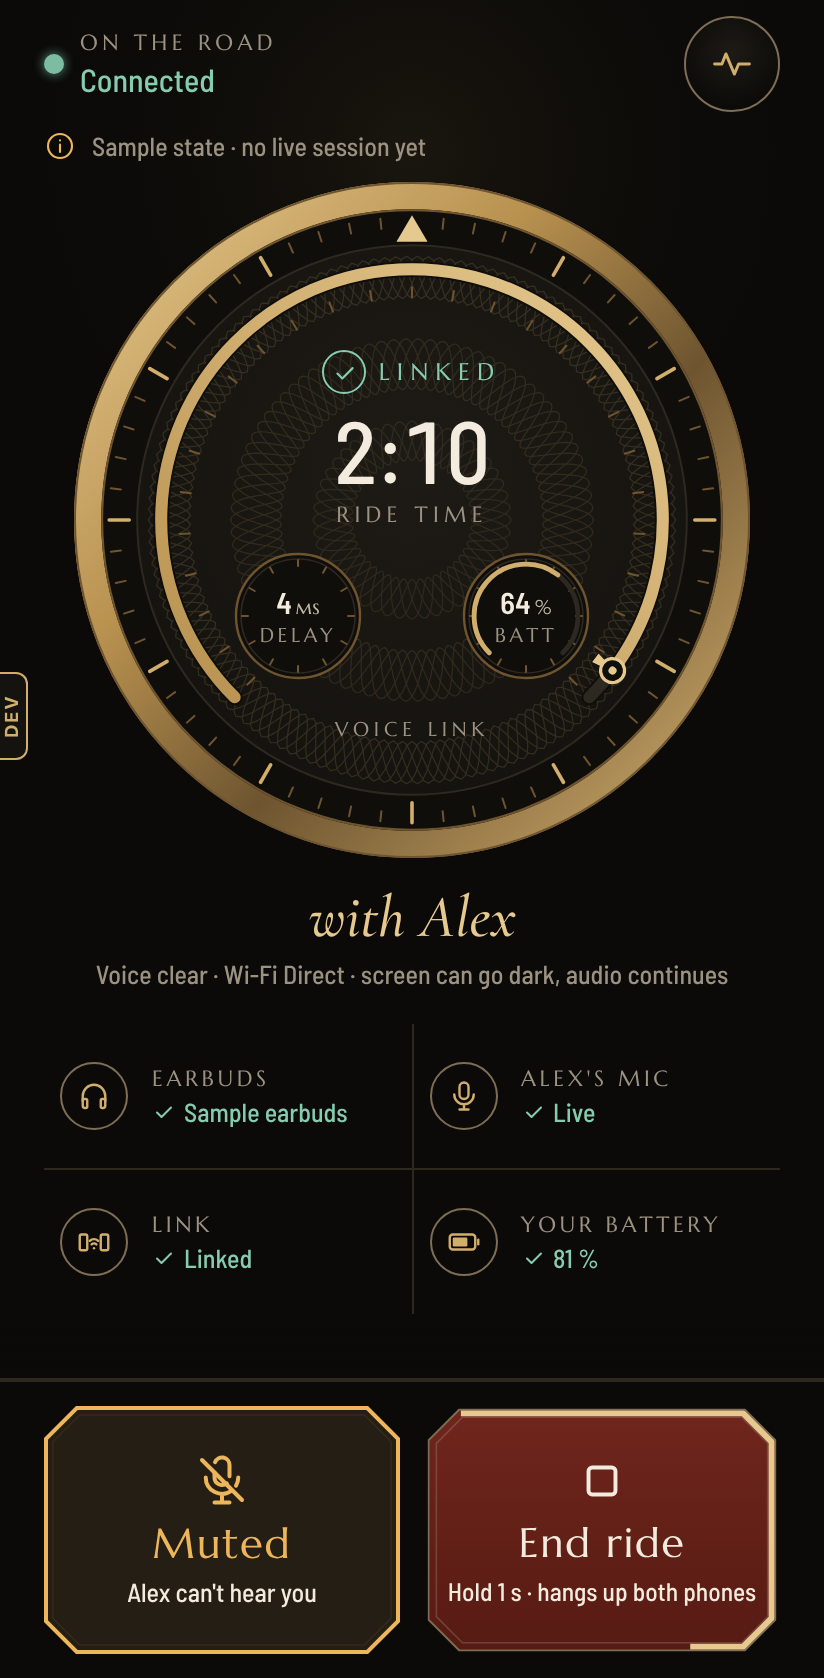 ON THE ROAD
Connected
Sample state · no live session yet
LINKED
2:10
RIDE TIME
4 MS
DELAY
64 %
BATT
VOICE LINK
DEV
with Alex
Voice clear · Wi-Fi Direct · screen can go dark, audio continues
EARBUDS
Sample earbuds
ALEX'S MIC
Live
LINK
Linked
YOUR BATTERY
81 %
Muted
Alex can't hear you
End ride
Hold 1 s · hangs up both phones